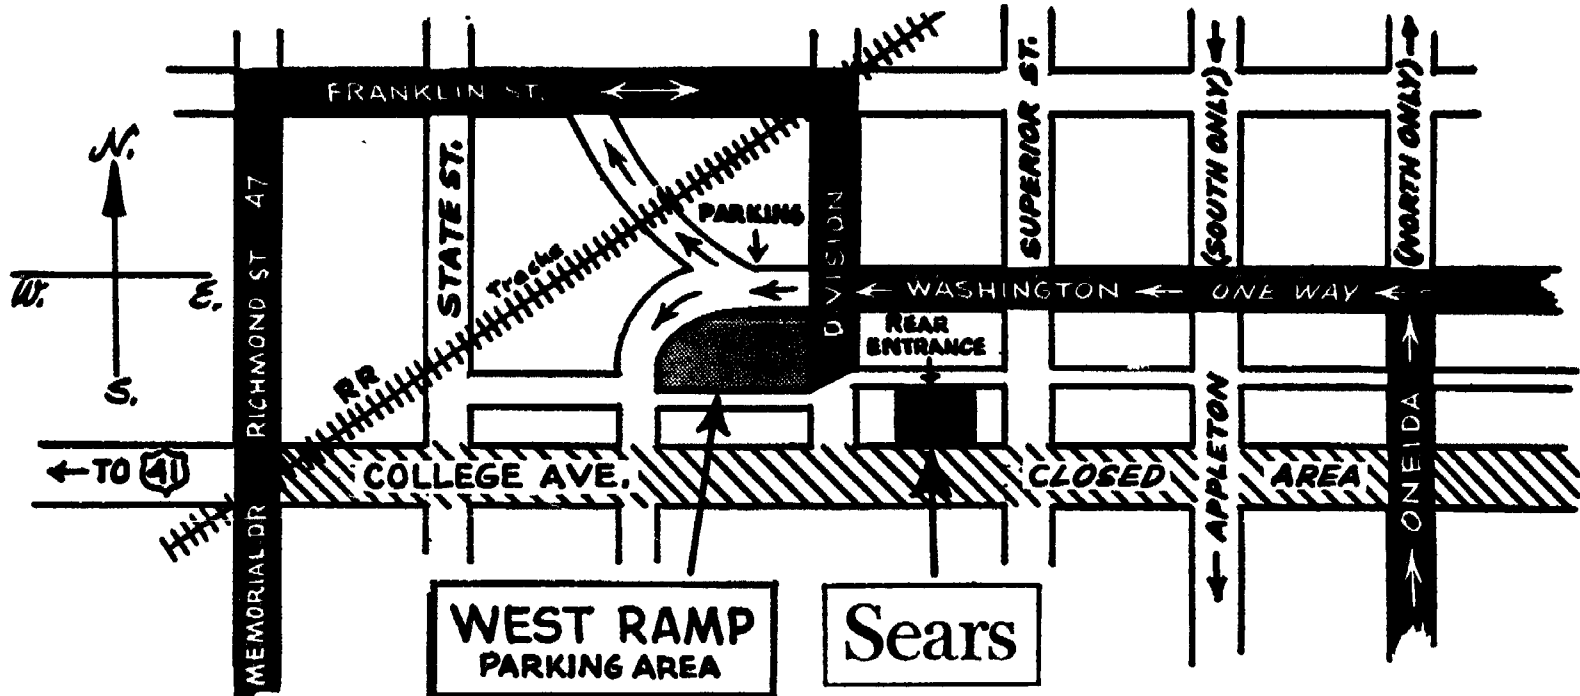 FRANKLIN ST.
SUPERIOR ST.
(SOUTH ONLY)
(NORTH ONLY)
N.
W.
E.
S.
RICHMOND ST 47
STATE ST.
PARKING
DIVISION
Tracks
RR
WASHINGTON
ONE WAY
REAR
ENTRANCE
TO 41
COLLEGE AVE.
CLOSED
AREA
APPLETON
ONEIDA
MEMORIAL DR
WEST RAMP
PARKING AREA
Sears